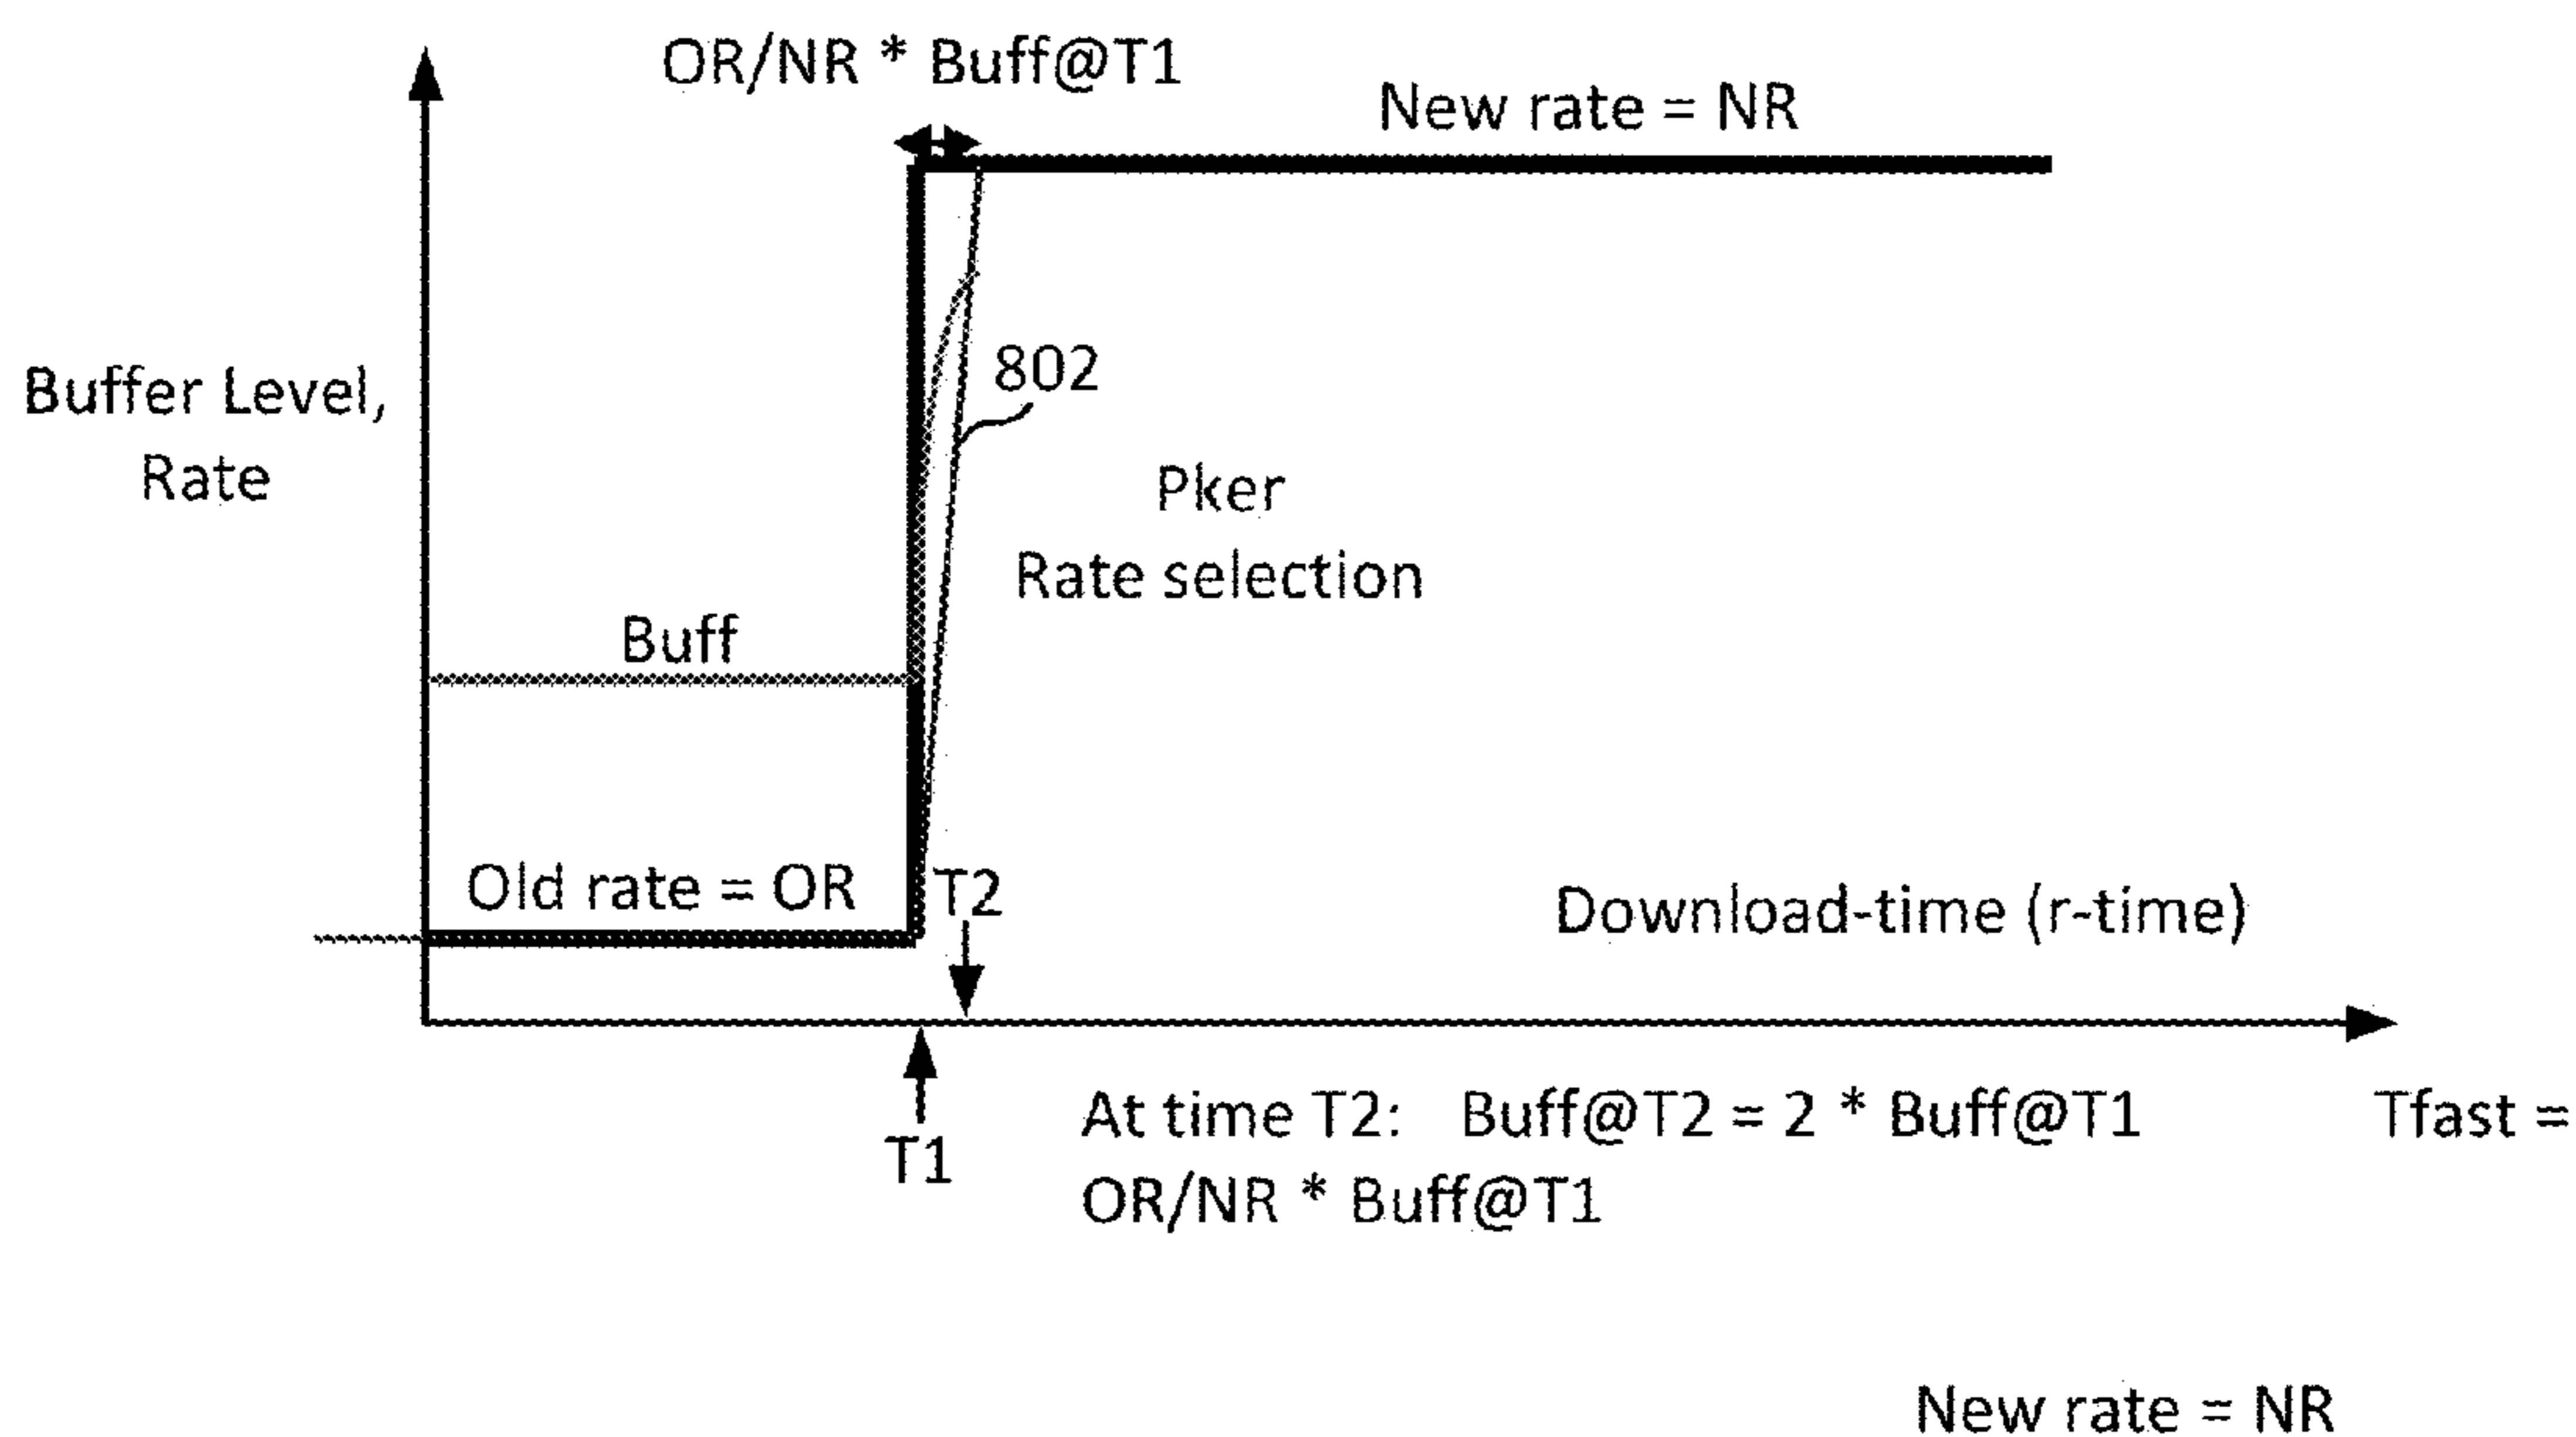 OR/NR * Buff@T1
New rate = NR
Buffer Level,
Rate
802
Pker
Rate selection
Buff
Old rate = OR
T2
Download-time (r-time)
T1
At time T2: Buff@T2 = 2 * Buff@T1 Tfast =
OR/NR * Buff@T1
New rate = NR